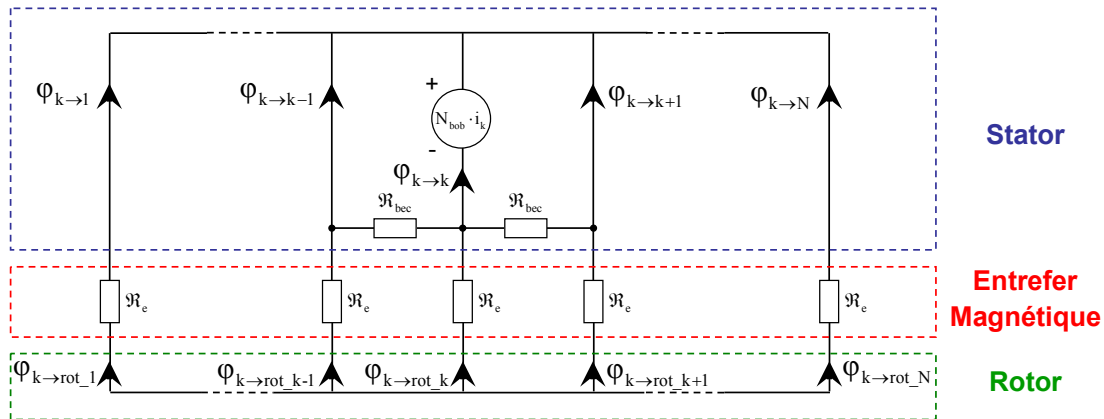 φk→1
φk→k−1
+
Nbob · ik
-
φk→k
φk→k+1
φk→N
ℜbec
ℜbec
Stator
ℜe
ℜe
ℜe
ℜe
ℜe
Entrefer
Magnétique
φk→rot_1
φk→rot_k-1
φk→rot_k
φk→rot_k+1
φk→rot_N
Rotor